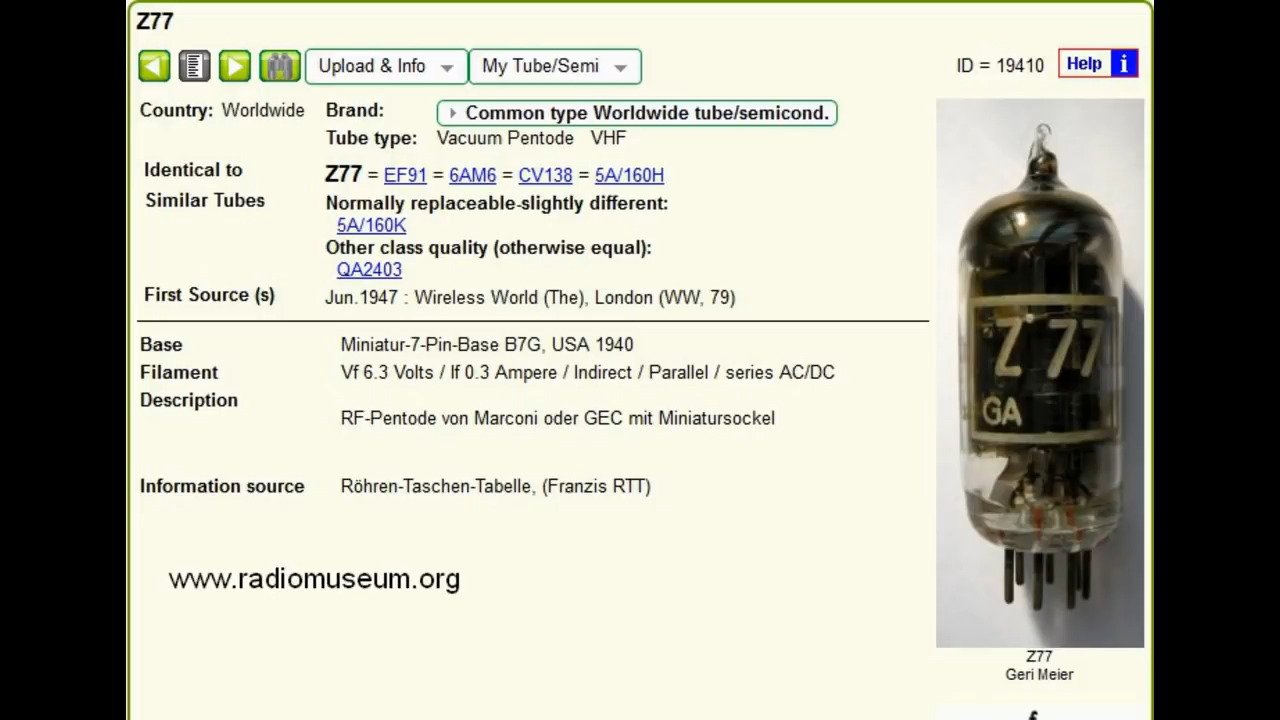 Z77
Upload & Info My Tube/Semi ID = 19410 Help i
Country: Worldwide Brand: Common type Worldwide tube/semicond.
Tube type: Vacuum Pentode VHF
Identical to Z77 = EF91 = 6AM6 = CV138 = 5A/160H
Similar Tubes Normally replaceable-slightly different:
5A/160K
Other class quality (otherwise equal):
QA2403
First Source (s) Jun.1947 : Wireless World (The), London (WW, 79)
Base Miniatur-7-Pin-Base B7G, USA 1940
Filament Vf 6.3 Volts / If 0.3 Ampere / Indirect / Parallel / series AC/DC
Description
RF-Pentode von Marconi oder GEC mit Miniatursockel
Information source Röhren-Taschen-Tabelle, (Franzis RTT)
www.radiomuseum.org
Z 77
GA
7
Z77
Geri Meier